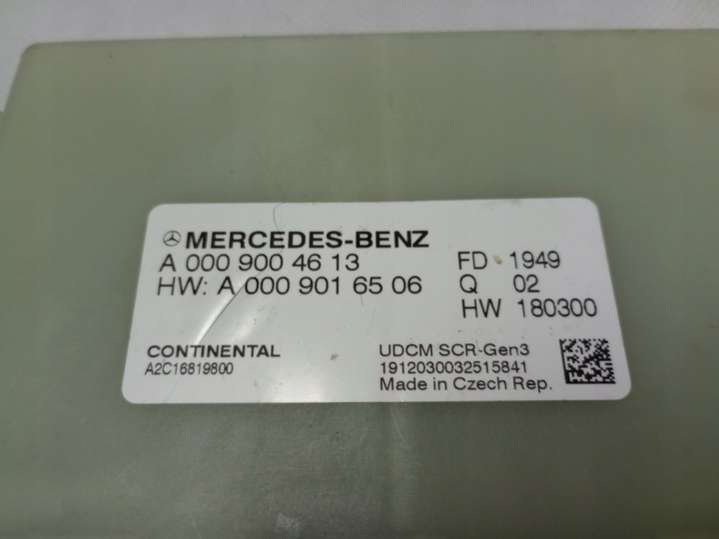 MERCEDES-BENZ
A 000 900 46 13
HW: A 000 901 65 06
FD 1949
Q 02
HW 180300
CONTINENTAL
A2C16819800
UDCM SCR-Gen3
1912030032515841
Made in Czech Rep.